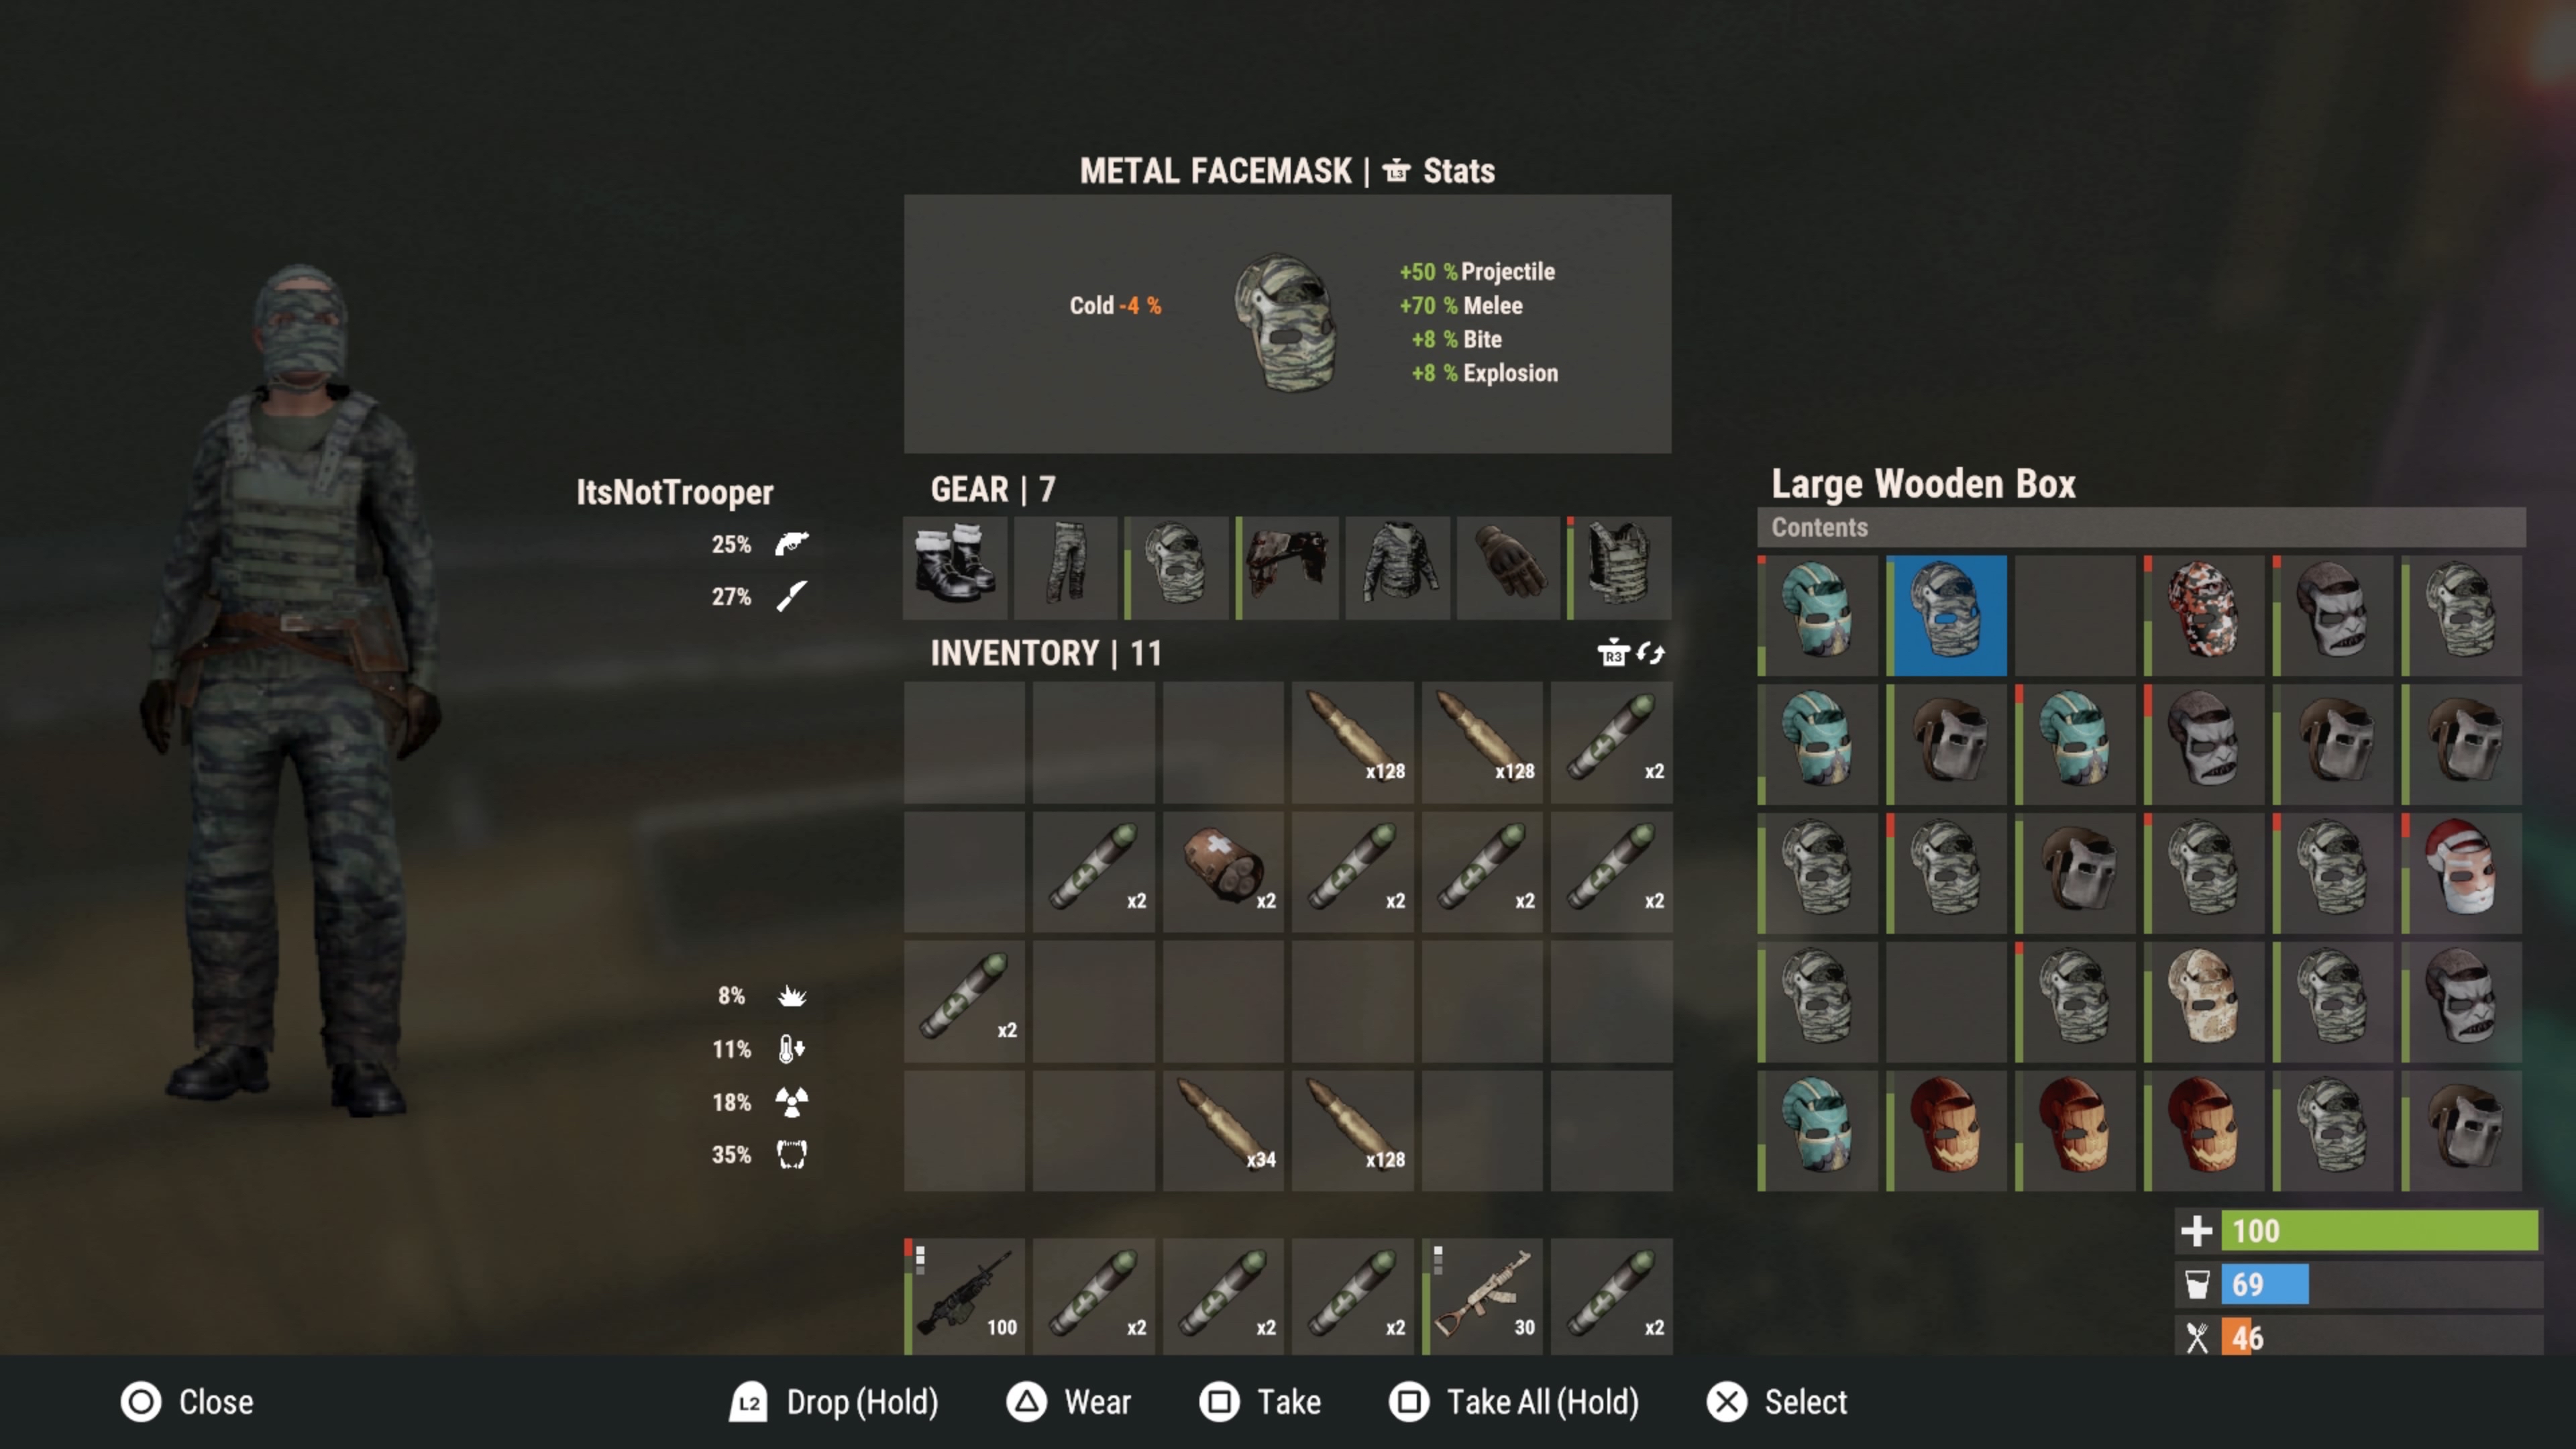 METAL FACEMASK | L3 Stats
Cold -4 %
+50 % Projectile
+70 % Melee
+8 % Bite
+8 % Explosion
ItsNotTrooper
25%
27%
8%
11%
18%
35%
GEAR | 7
INVENTORY | 11
R3
x128 x128 x2
x2 x2 x2 x2 x2
x2
x34 x128
100 x2 x2 x2 30 x2
Large Wooden Box
Contents
100
69
46
Close
L2 Drop (Hold)
Wear
Take
Take All (Hold)
Select